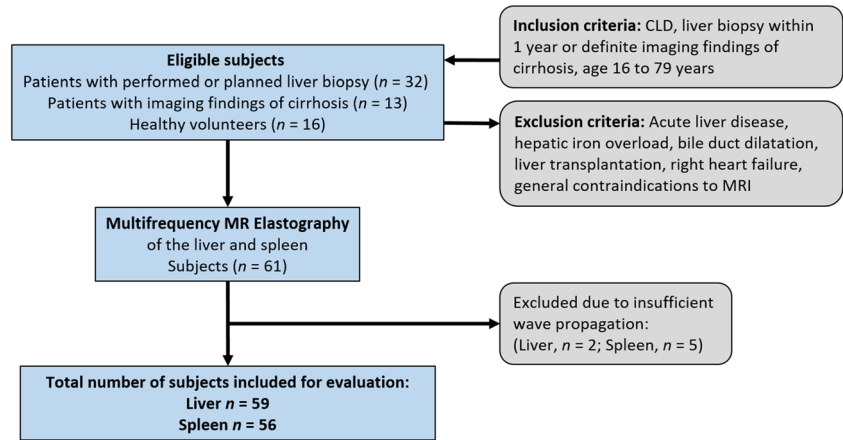 Inclusion criteria: CLD, liver biopsy within
1 year or definite imaging findings of
cirrhosis, age 16 to 79 years
Eligible subjects
Patients with performed or planned liver biopsy (n = 32)
Patients with imaging findings of cirrhosis (n = 13)
Healthy volunteers (n = 16)
Exclusion criteria: Acute liver disease,
hepatic iron overload, bile duct dilatation,
liver transplantation, right heart failure,
general contraindications to MRI
Multifrequency MR Elastography
of the liver and spleen
Subjects (n = 61)
Excluded due to insufficient
wave propagation:
(Liver, n = 2; Spleen, n = 5)
Total number of subjects included for evaluation:
Liver n = 59
Spleen n = 56